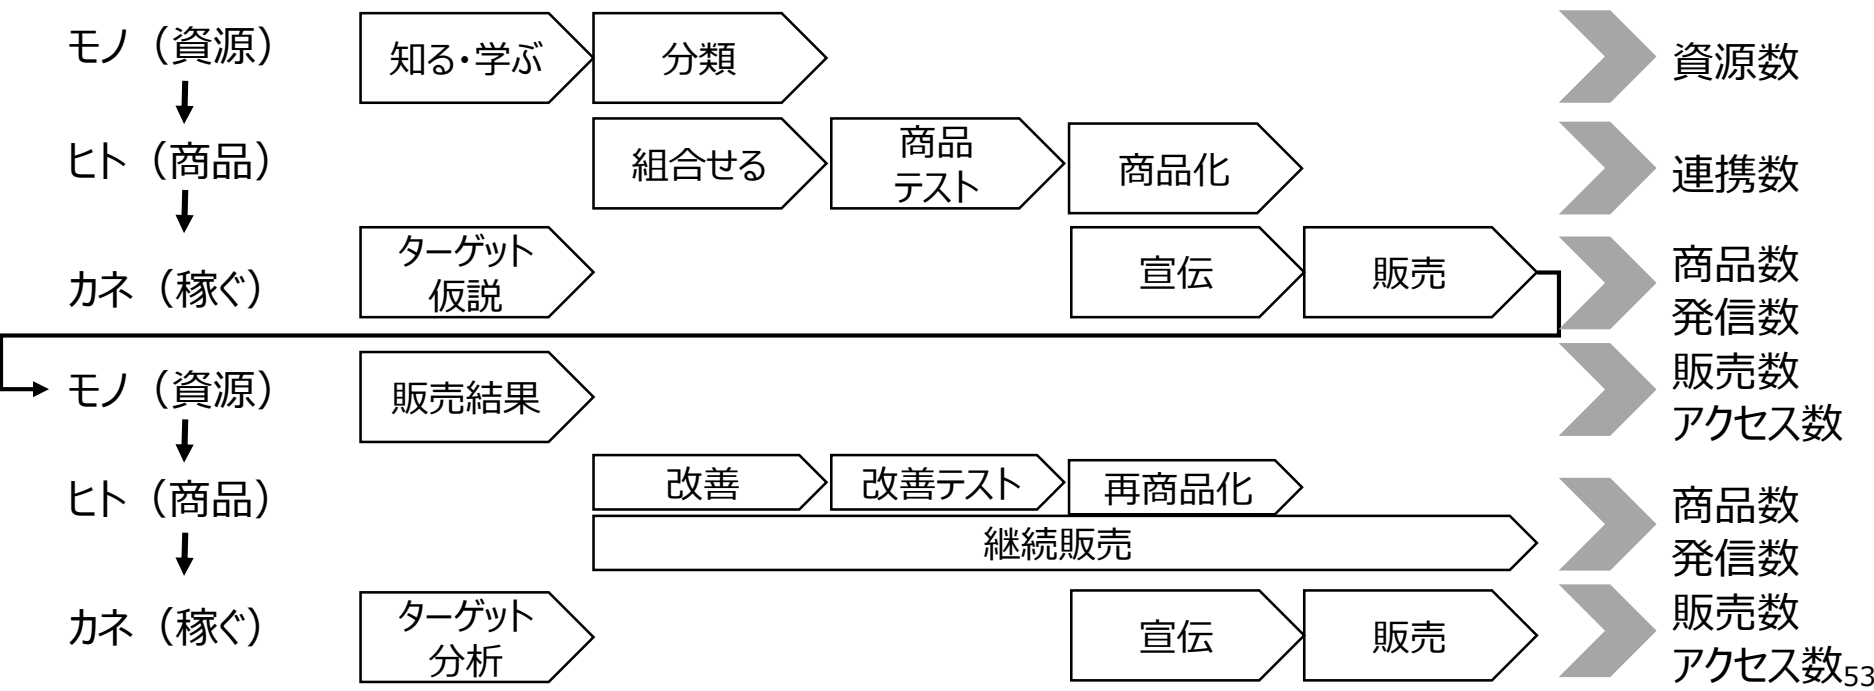 モノ（資源）
知る・学ぶ
分類
資源数
ヒト（商品）
組合せる
商品
テスト
商品化
連携数
カネ（稼ぐ）
ターゲット
仮説
宣伝
販売
商品数
発信数
販売数
アクセス数
モノ（資源）
販売結果
ヒト（商品）
改善
改善テスト
再商品化
継続販売
商品数
発信数
販売数
アクセス数
カネ（稼ぐ）
ターゲット
分析
宣伝
販売
53